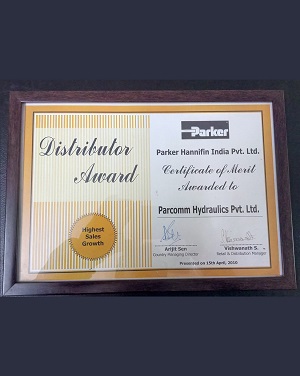 Parker
Parker Hannifin India Pvt. Ltd.
Distributor
Award
Certificate of Merit
Awarded to
Parcomm Hydraulics Pvt. Ltd.
Highest
Sales
Growth
Arijit Sen
Country Managing Director
Vishwanath S.
Retail & Distribution Manager
Presented on 15th April, 2010